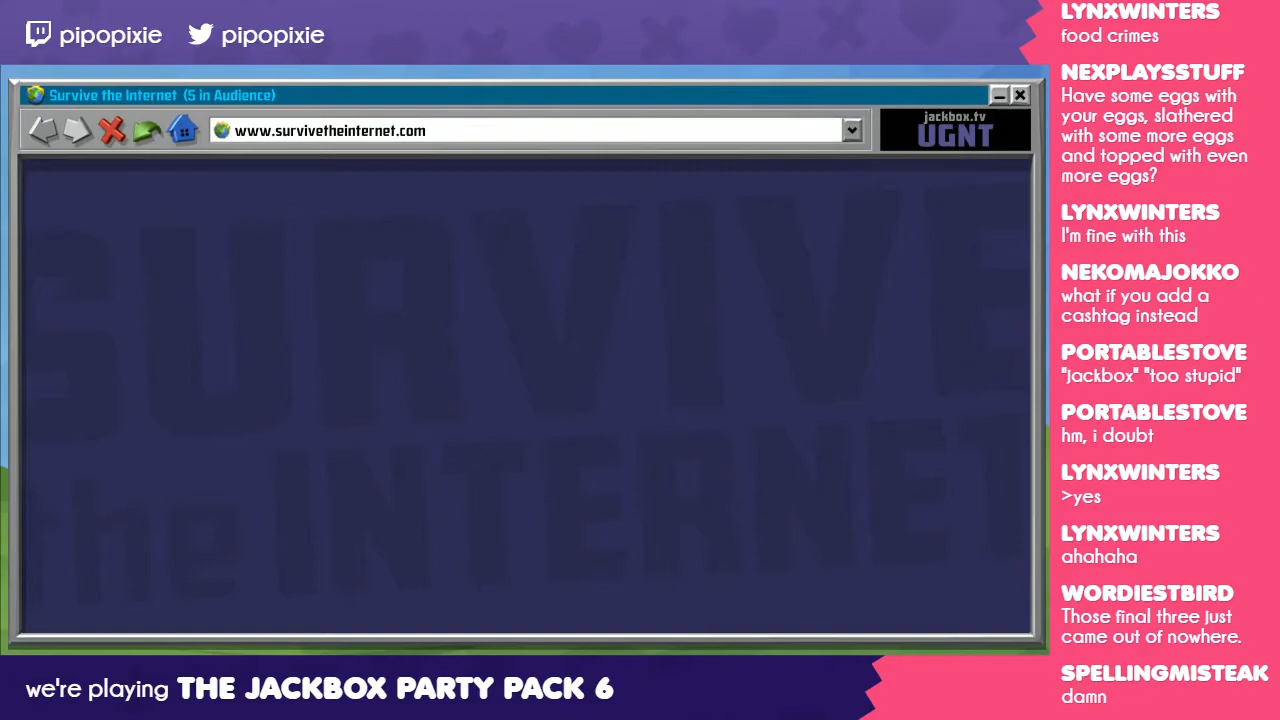 pipopixie pipopixie
Survive the Internet (5 in Audience)
www.survivetheinternet.com
jackbox.tv
UGNT
SURVIVE
the INTERNET
we're playing THE JACKBOX PARTY PACK 6
LYNXWINTERS
food crimes
NEXPLAYSSTUFF
Have some eggs with
your eggs, slathered
with some more eggs
and topped with even
more eggs?
LYNXWINTERS
I'm fine with this
NEKOMAJOKKO
what if you add a
cashtag instead
PORTABLESTOVE
"jackbox" "too stupid"
PORTABLESTOVE
hm, i doubt
LYNXWINTERS
>yes
LYNXWINTERS
ahahaha
WORDIESTBIRD
Those final three just
came out of nowhere.
SPELLINGMISTEAK
damn